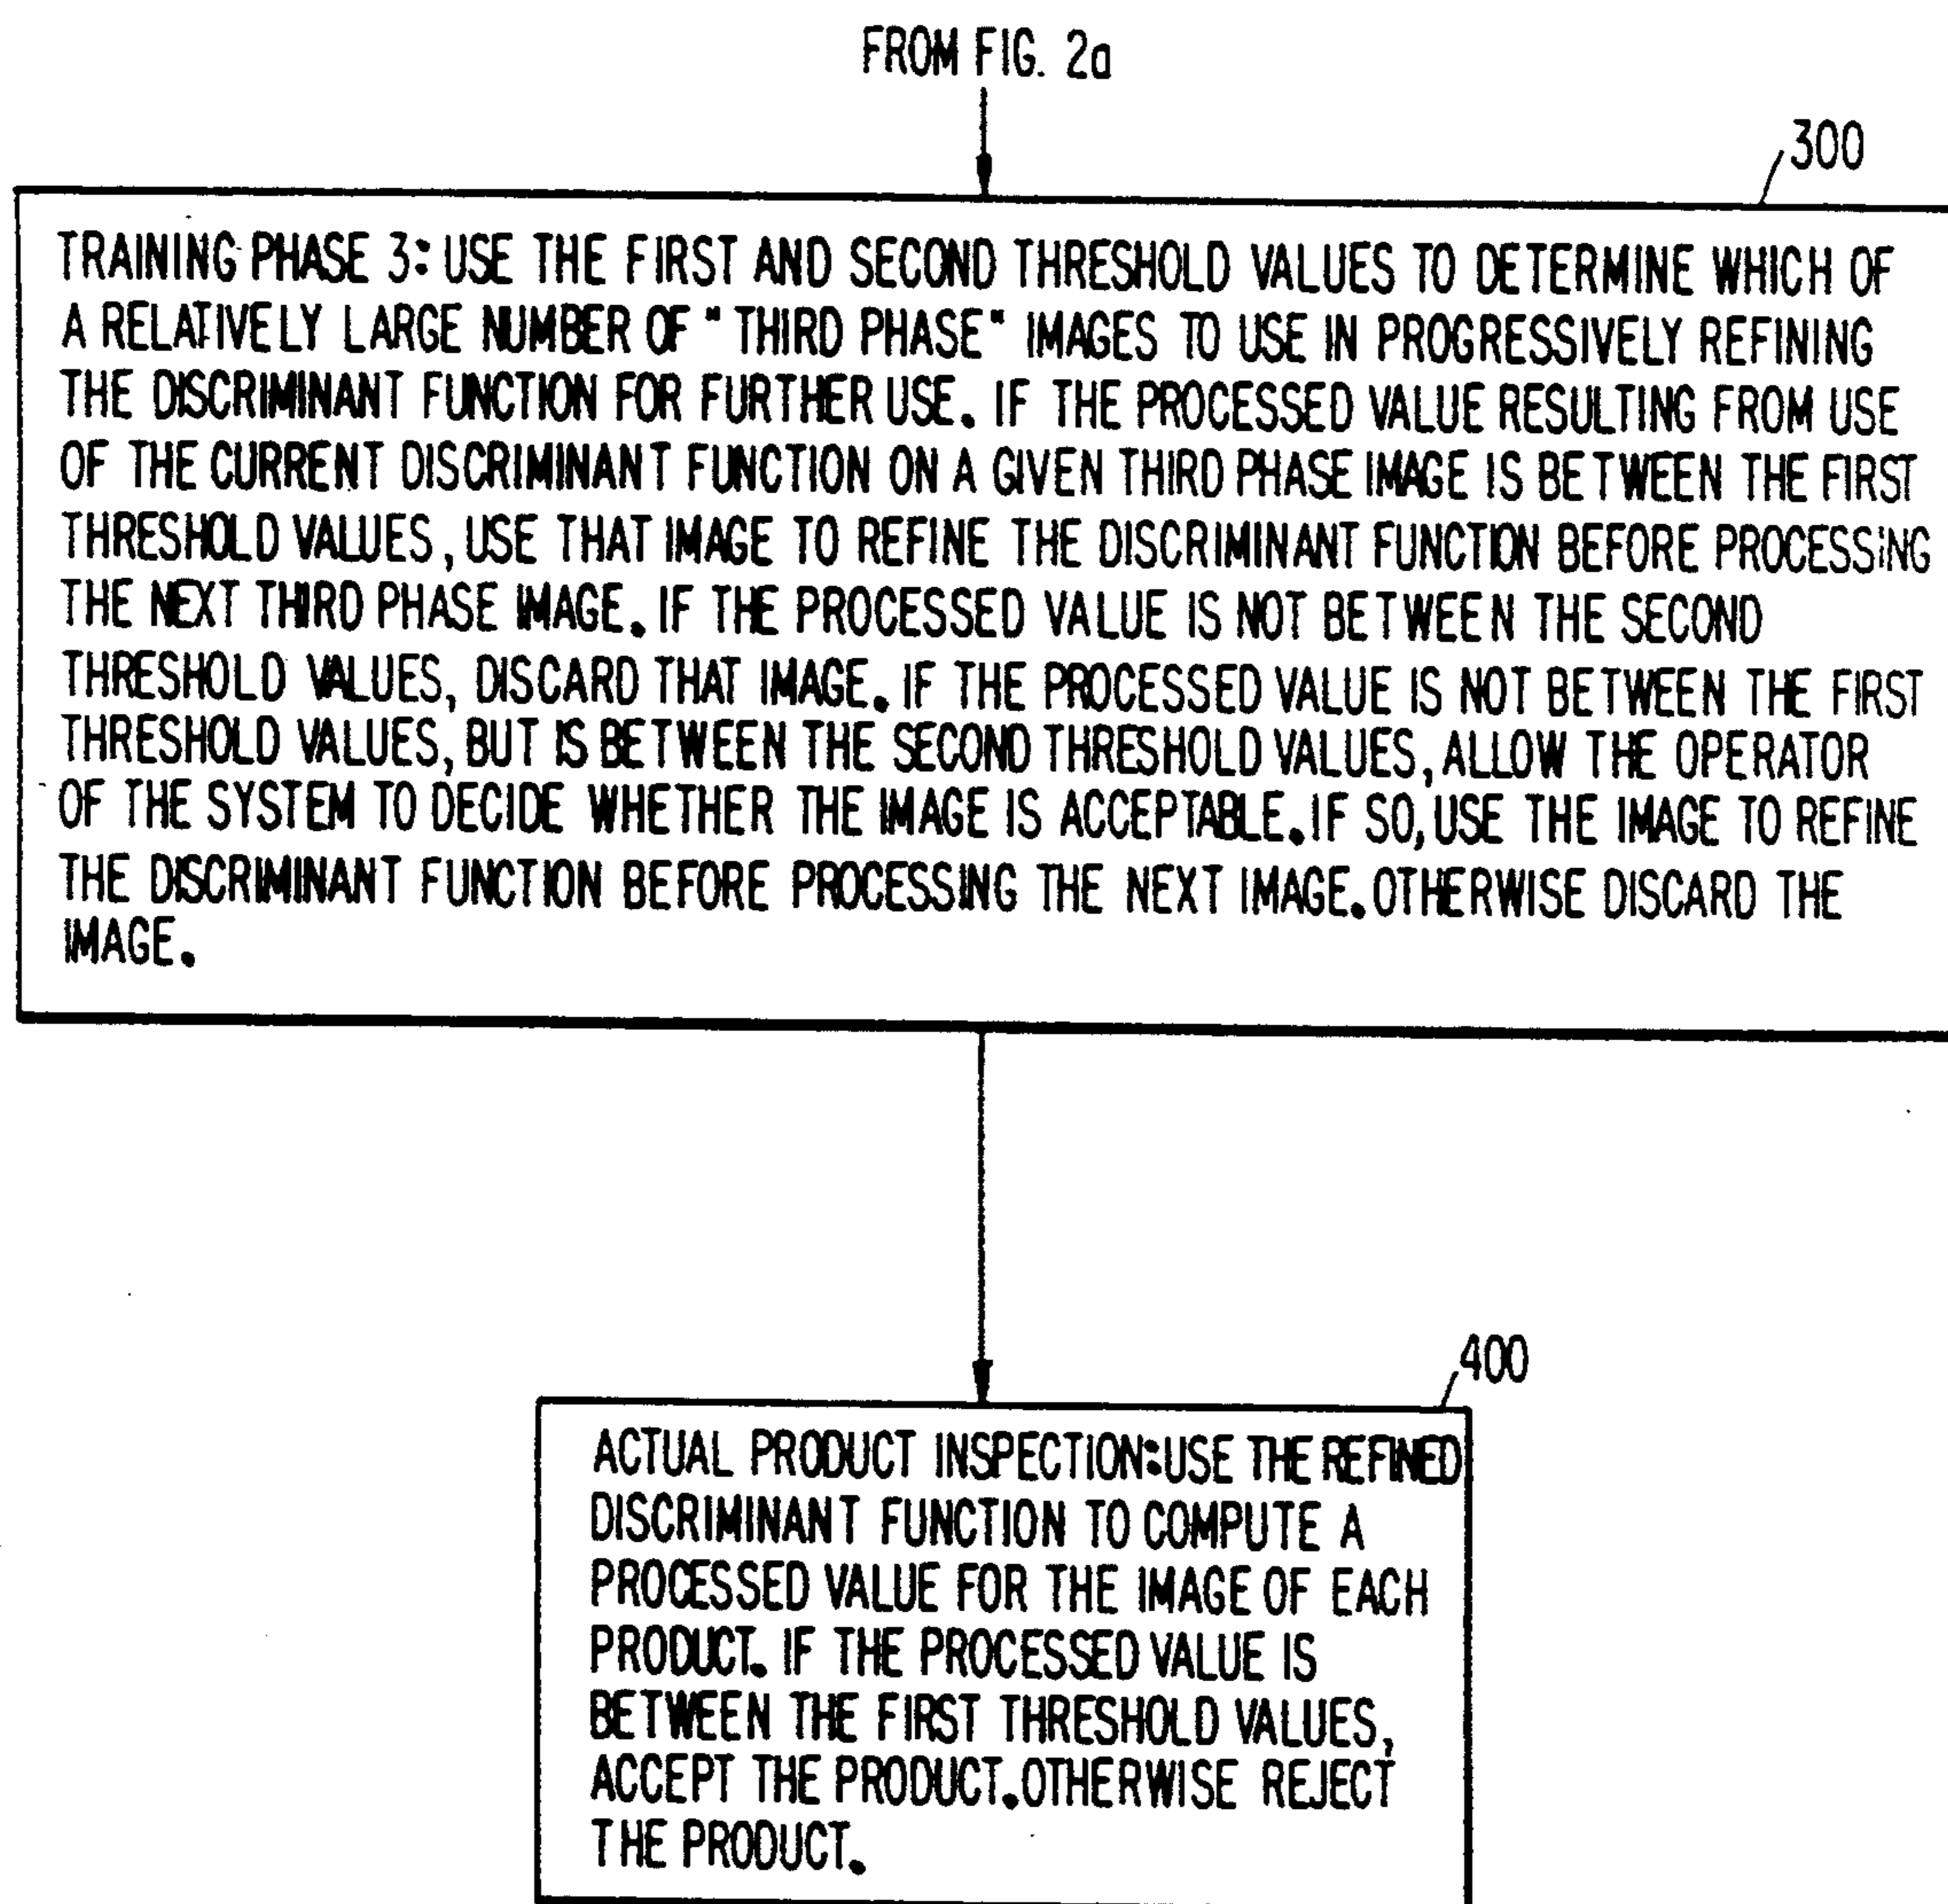 FROM FIG. 2a
300
TRAINING PHASE 3: USE THE FIRST AND SECOND THRESHOLD VALUES TO DETERMINE WHICH OF
A RELATIVELY LARGE NUMBER OF "THIRD PHASE" IMAGES TO USE IN PROGRESSIVELY REFINING
THE DISCRIMINANT FUNCTION FOR FURTHER USE. IF THE PROCESSED VALUE RESULTING FROM USE
OF THE CURRENT DISCRIMINANT FUNCTION ON A GIVEN THIRD PHASE IMAGE IS BETWEEN THE FIRST
THRESHOLD VALUES, USE THAT IMAGE TO REFINE THE DISCRIMINANT FUNCTION BEFORE PROCESSING
THE NEXT THIRD PHASE IMAGE. IF THE PROCESSED VALUE IS NOT BETWEEN THE SECOND
THRESHOLD VALUES, DISCARD THAT IMAGE. IF THE PROCESSED VALUE IS NOT BETWEEN THE FIRST
THRESHOLD VALUES, BUT IS BETWEEN THE SECOND THRESHOLD VALUES, ALLOW THE OPERATOR
OF THE SYSTEM TO DECIDE WHETHER THE IMAGE IS ACCEPTABLE. IF SO, USE THE IMAGE TO REFINE
THE DISCRIMINANT FUNCTION BEFORE PROCESSING THE NEXT IMAGE. OTHERWISE DISCARD THE
IMAGE.
400
ACTUAL PRODUCT INSPECTION: USE THE REFINED
DISCRIMINANT FUNCTION TO COMPUTE A
PROCESSED VALUE FOR THE IMAGE OF EACH
PRODUCT. IF THE PROCESSED VALUE IS
BETWEEN THE FIRST THRESHOLD VALUES,
ACCEPT THE PRODUCT. OTHERWISE REJECT
THE PRODUCT.